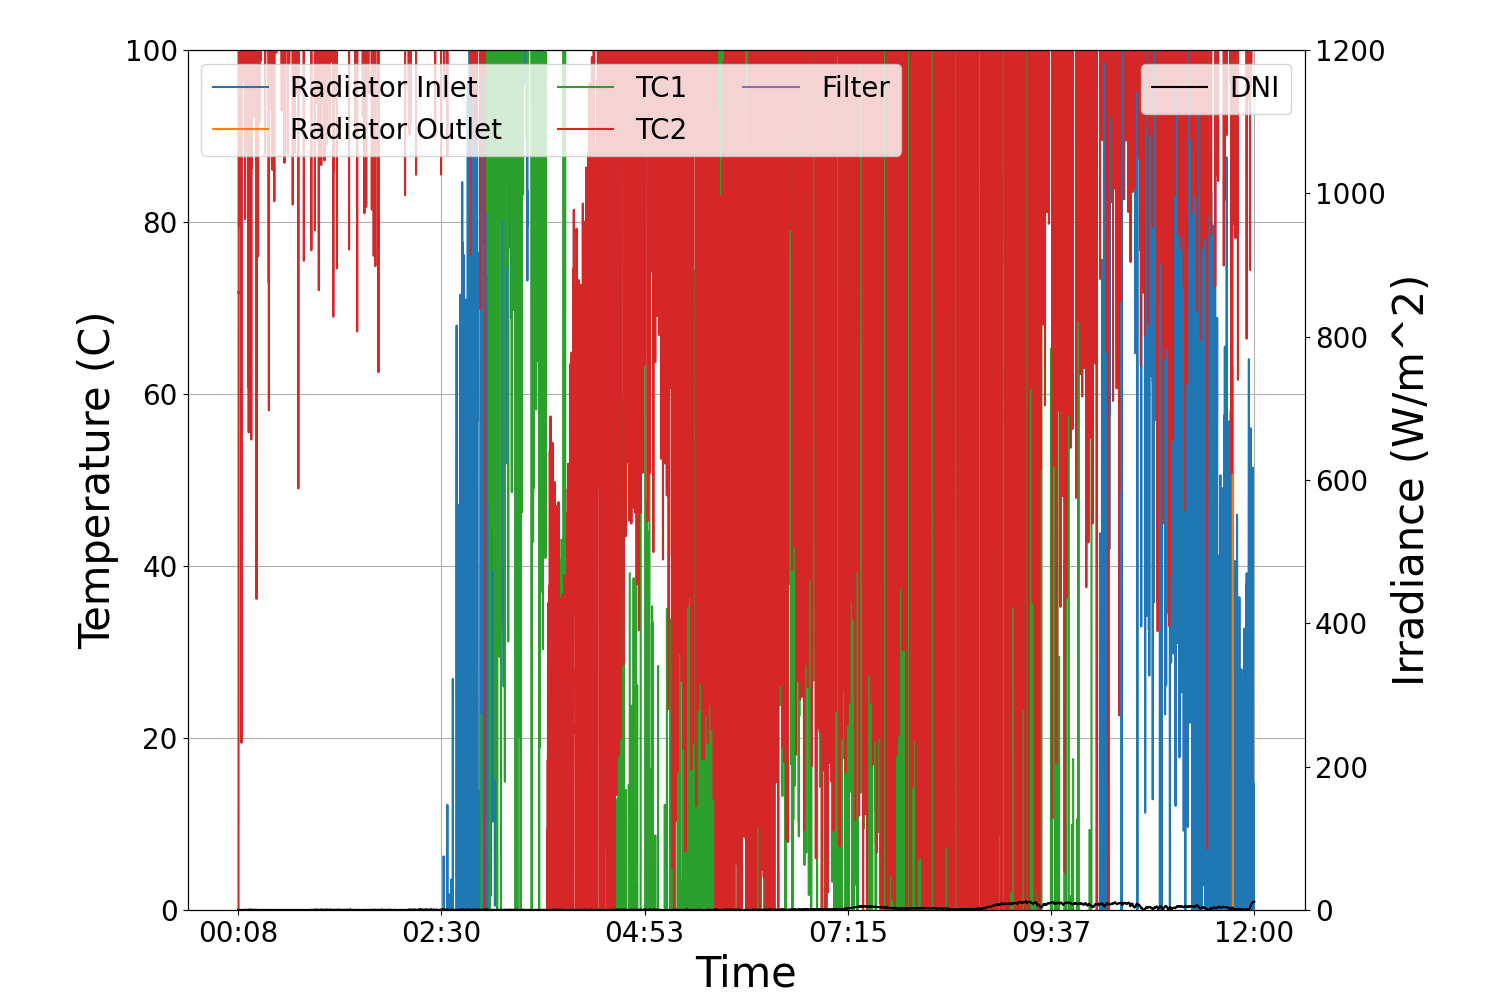 100
80
60
40
20
0
Temperature (C)
Radiator Inlet
Radiator Outlet
TC1
TC2
Filter
DNI
1200
1000
800
600
400
200
0
Irradiance (W/m^2)
00:08
02:30
04:53
07:15
09:37
12:00
Time